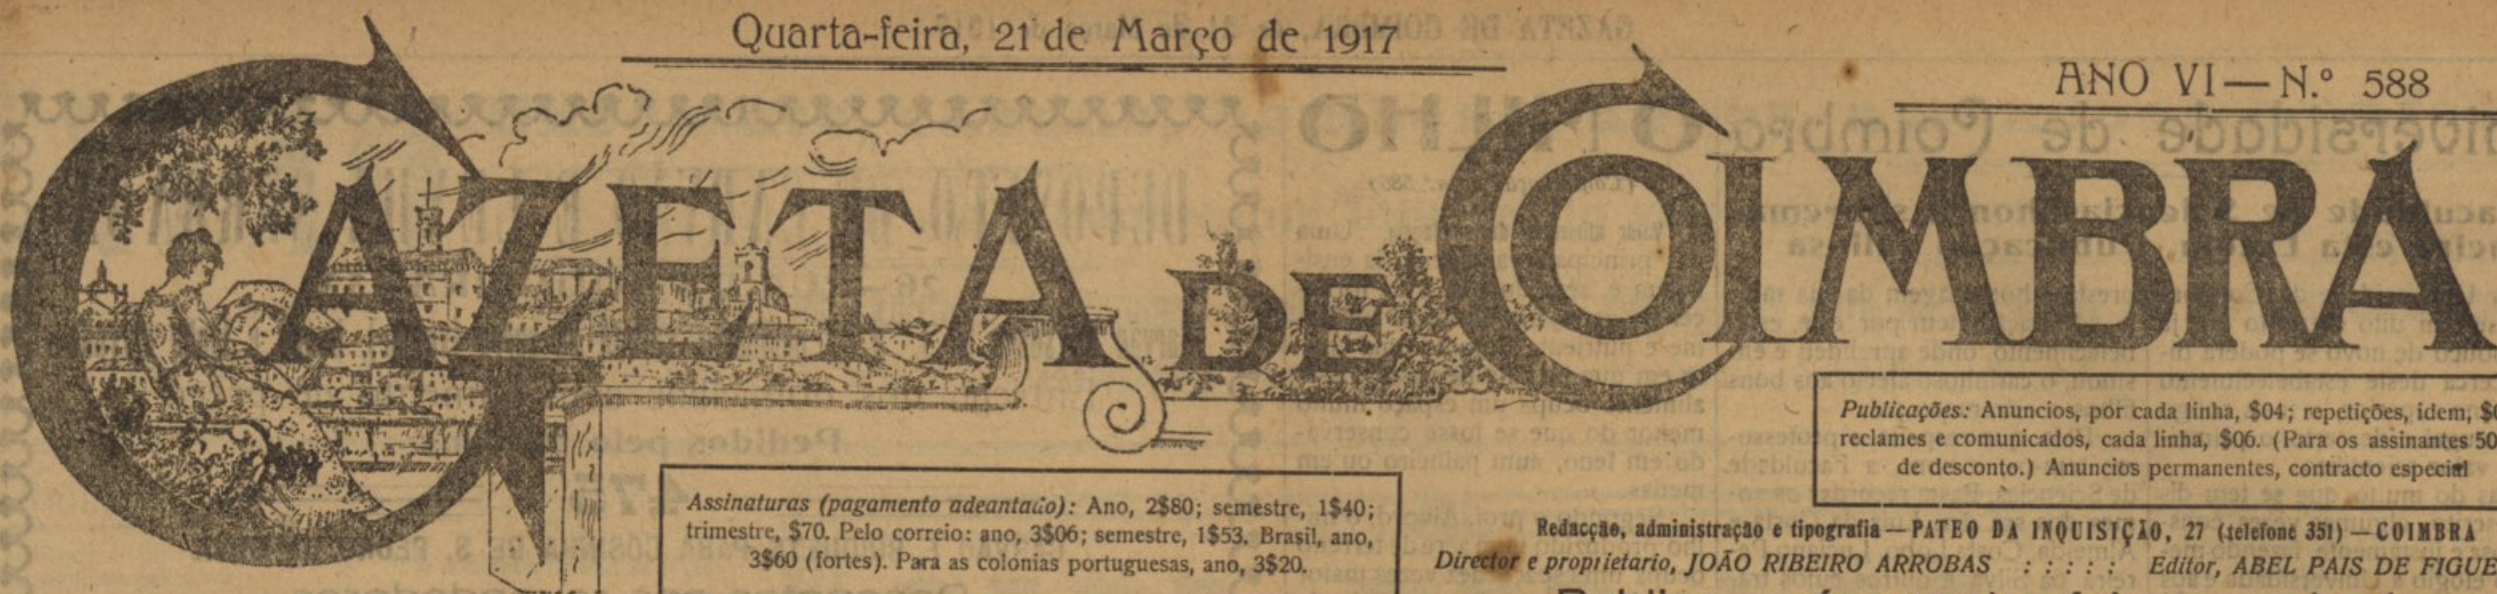 Quarta-feira, 21 de Março de 1917
ANO VI — N.º 588
GAZETA DE COIMBRA
Publicações: Anuncios, por cada linha, $04; repetições, idem,
reclames e comunicados, cada linha, $06. (Para os assinantes 50
de desconto.) Anuncios permanentes, contracto especial
Assinaturas (pagamento adeantado): Ano, 2$80; semestre, 1$40;
trimestre, $70. Pelo correio: ano, 3$06; semestre, 1$53. Brasil, ano,
3$60 (fortes). Para as colonias portuguesas, ano, 3$20.
Redacção, administração e tipografia — PATEO DA INQUISIÇÃO, 27 (telefone 351) — COIMBRA
Director e proprietario, JOÃO RIBEIRO ARROBAS : : : : : Editor, ABEL PAIS DE FIGUE